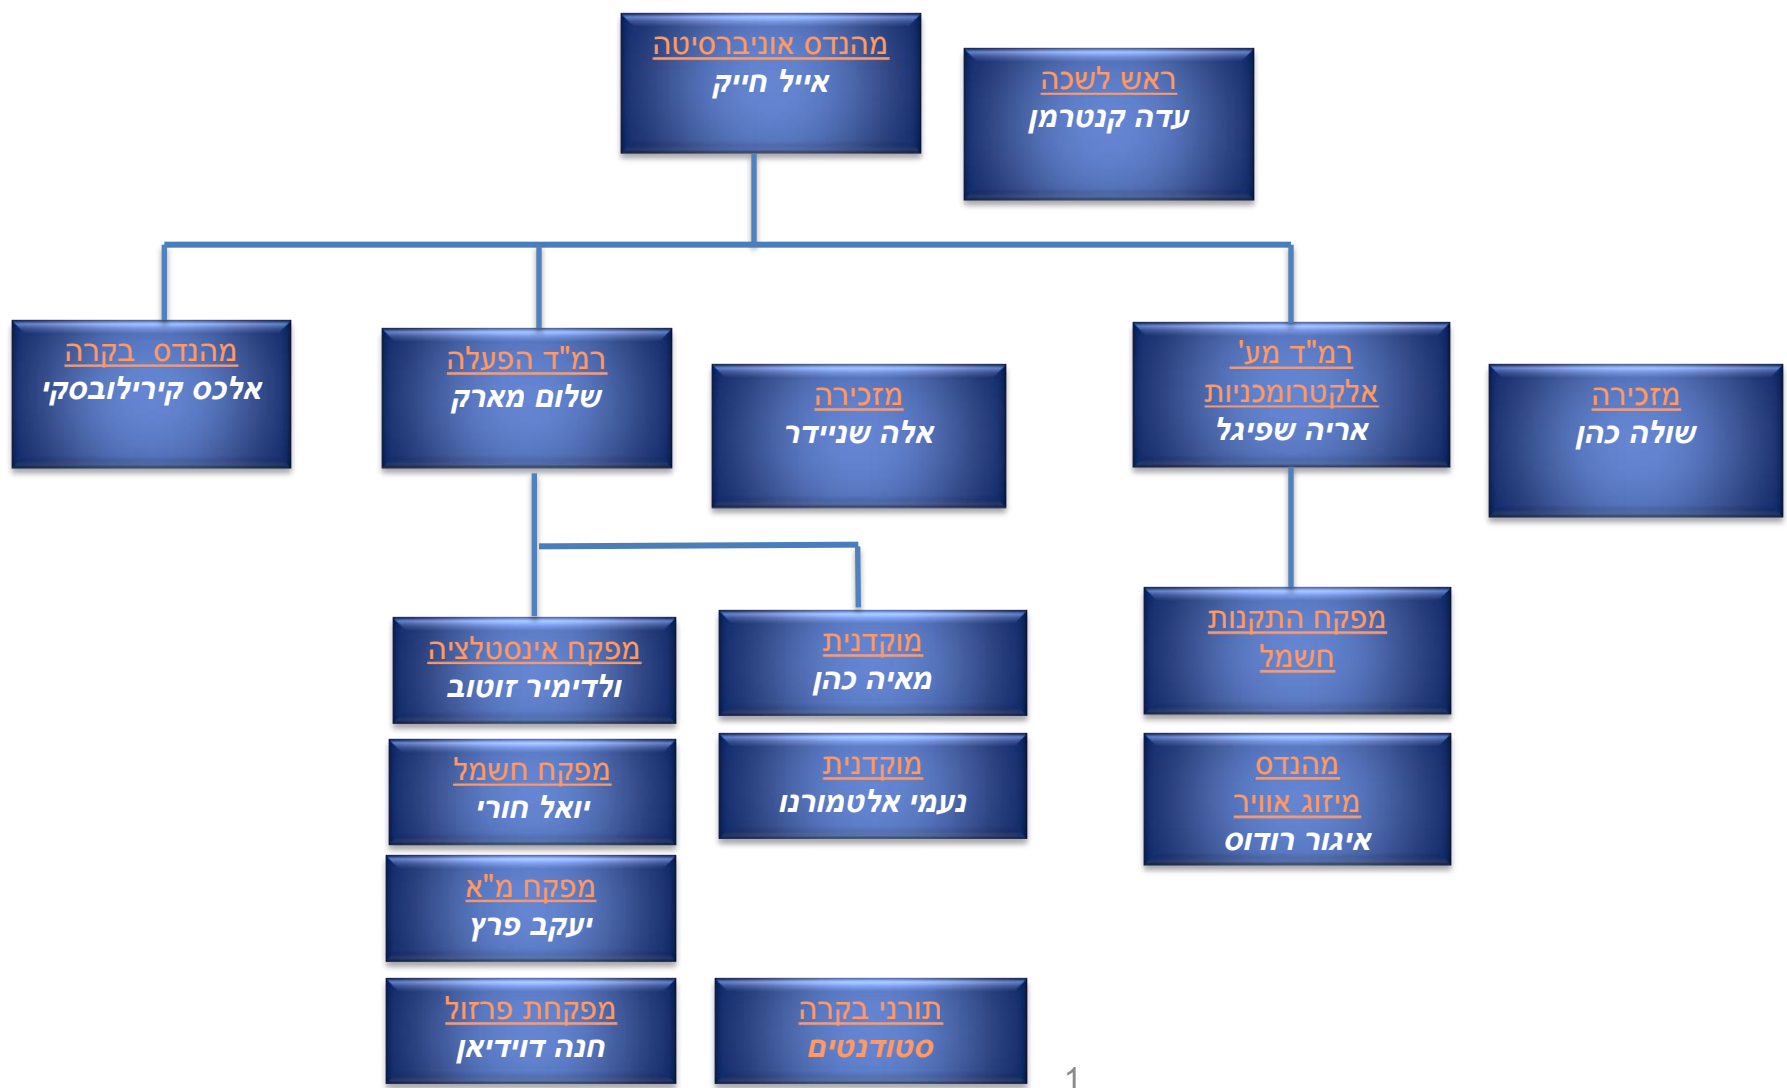 מהנדס אוניברסיטה
אייל חייק
ראש לשכה
עדה קנטרמן
רמ"ד מע'
אלקטרומכניות
אריה שפיגל
מזכירה
שולה כהן
רמ"ד הפעלה
שלום מארק
מזכירה
אלה שניידר
מהנדס בקרה
אלכס קירילובסקי
מפקח התקנות
חשמל
מהנדס
מיזוג אוויר
איגור רודוס
מוקדנית
מאיה כהן
מוקדנית
נעמי אלטמורנו
תורני בקרה
סטודנטים
מפקח אינסטלציה
ולדימיר זוטוב
מפקח חשמל
יואל חורי
מפקח מ"א
יעקב פרץ
מפקחת פרזול
חנה דוידיאן
1